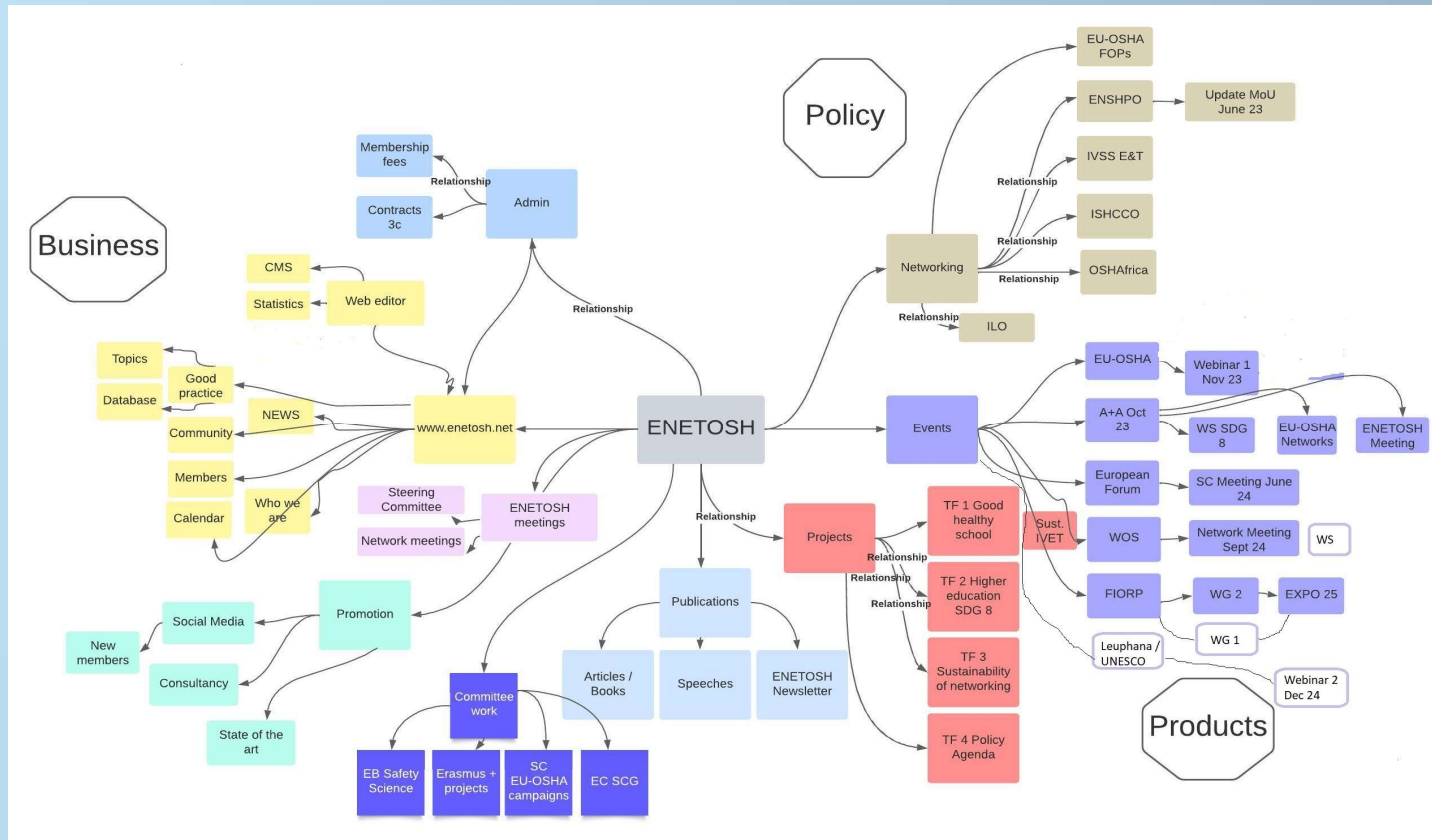 EU-OSHA
FOPs
Policy
ENSHPO
Update MoU
June 23
Membership
fees
Relationship
Admin
Contracts
3c
IVSS E&T
Relationship
ISHCCO
Relationship
Business
Networking
OSHAfrica
Relationship
CMS
Statistics
Web editor
Relationship
Relationship
ILO
Topics
Good
practice
Database
NEWS
Community
www.enetosh.net
ENETOSH
Events
EU-OSHA
Webinar 1
Nov 23
A+A Oct
23
WS SDG
8
EU-OSHA
Networks
ENETOSH
Meeting
Members
Who we
are
Calendar
Steering
Committee
Network meetings
ENETOSH
meetings
Relationship
Projects
TF 1 Good
healthy
school
Sust.
IVET
European
Forum
SC Meeting June
24
WOS
Network Meeting
Sept 24
WS
Relationship
Relationship
Relationship
TF 2 Higher
education
SDG 8
FIORP
WG 2
EXPO 25
WG 1
Leuphana /
UNESCO
Webinar 2
Dec 24
Products
Publications
Articles /
Books
Speeches
ENETOSH
Newsletter
TF 3
Sustainability
of networking
TF 4 Policy
Agenda
Promotion
Social Media
New
members
Consultancy
State of the
art
Committee
work
EB Safety
Science
Erasmus +
projects
SC
EU-OSHA
campaigns
EC SCG